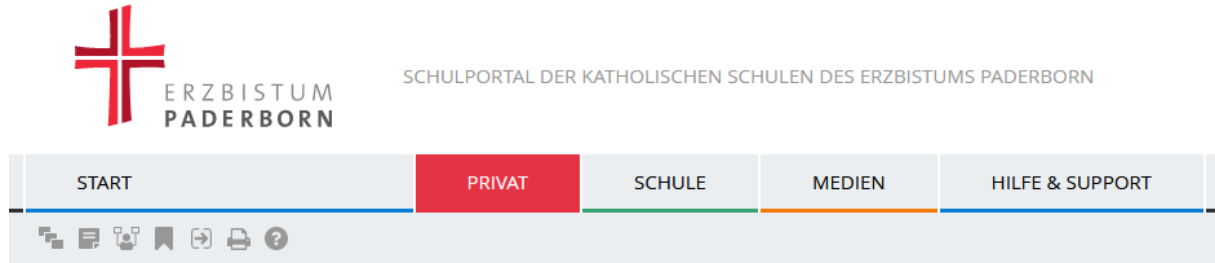 ERZBISTUM
PADERBORN
SCHULPORTAL DER KATHOLISCHEN SCHULEN DES ERZBISTUMS PADERBORN
START PRIVAT SCHULE MEDIEN HILFE & SUPPORT